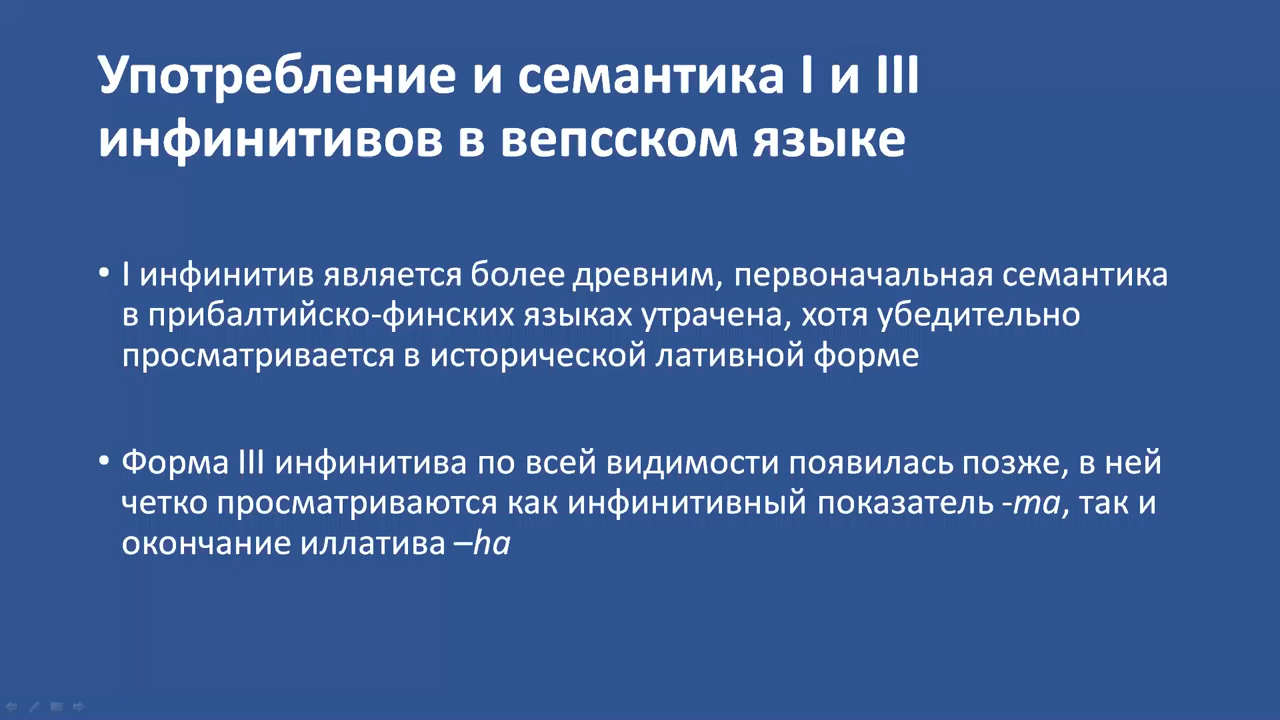 Употребление и семантика I и III
инфинитивов в вепсском языке
• I инфинитив является более древним, первоначальная семантика
в прибалтийско-финских языках утрачена, хотя убедительно
просматривается в исторической лативной форме
• Форма III инфинитива по всей видимости появилась позже, в ней
четко просматриваются как инфинитивный показатель -ma, так и
окончание иллатива –ha